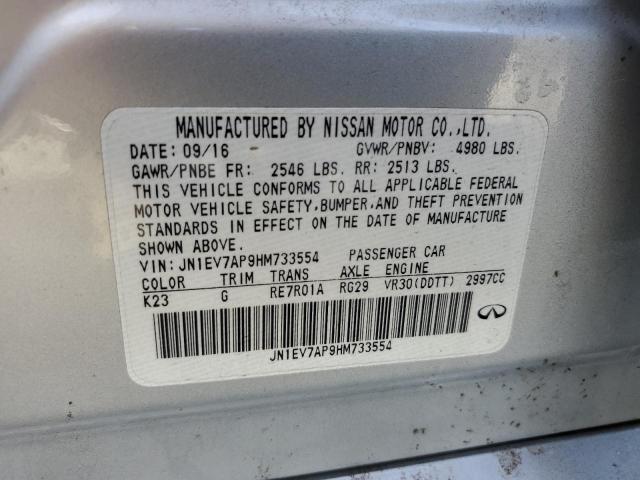 MANUFACTURED BY NISSAN MOTOR CO.,LTD.
DATE: 09/16 GVWR/PNBV: 4980 LBS.
GAWR/PNBE FR: 2546 LBS. RR: 2513 LBS.
THIS VEHICLE CONFORMS TO ALL APPLICABLE FEDERAL
MOTOR VEHICLE SAFETY,BUMPER,AND THEFT PREVENTION
STANDARDS IN EFFECT ON THE DATE OF MANUFACTURE
SHOWN ABOVE.
VIN: JN1EV7AP9HM733554 PASSENGER CAR
COLOR TRIM TRANS AXLE ENGINE
K23 G RE7R01A RG29 VR30(DDTT) 2997CC
JN1EV7AP9HM733554